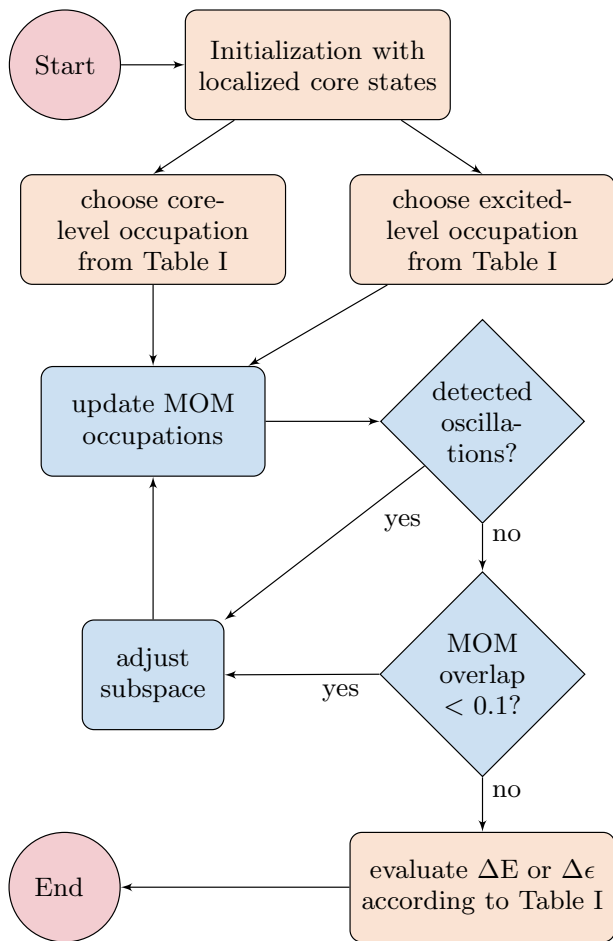 Start
Initialization with
localized core states
choose core-
level occupation
from Table I
choose excited-
level occupation
from Table I
update MOM
occupations
detected
oscilla-
tions?
yes
no
adjust
subspace
yes
MOM
overlap
< 0.1?
no
End
evaluate ΔE or Δϵ
according to Table I